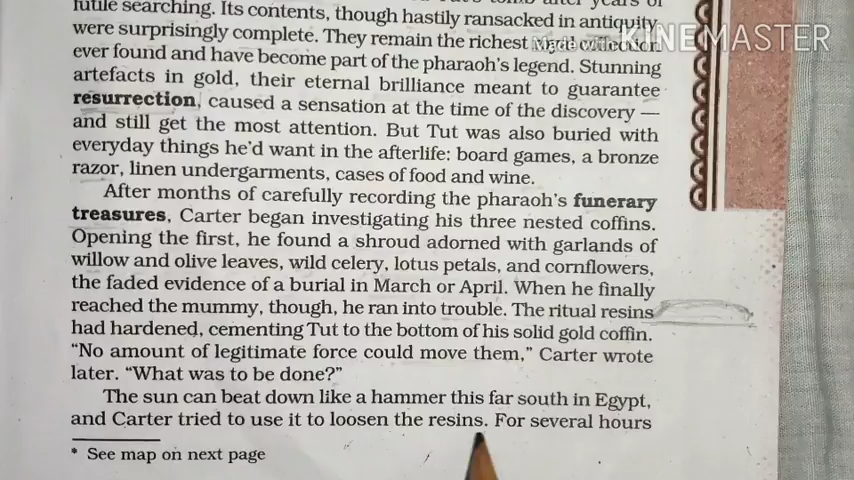 futile searching. Its contents, though hastily ransacked in antiquity
were surprisingly complete. They remain the richest
ever found and have become part of the pharaoh's legend. Stunning
artefacts in gold, their eternal brilliance meant to guarantee
resurrection, caused a sensation at the time of the discovery —
and still get the most attention. But Tut was also buried with
everyday things he'd want in the afterlife: board games, a bronze
razor, linen undergarments, cases of food and wine.
After months of carefully recording the pharaoh's funerary
treasures, Carter began investigating his three nested coffins.
Opening the first, he found a shroud adorned with garlands of
willow and olive leaves, wild celery, lotus petals, and cornflowers,
the faded evidence of a burial in March or April. When he finally
reached the mummy, though, he ran into trouble. The ritual resins
had hardened, cementing Tut to the bottom of his solid gold coffin.
“No amount of legitimate force could move them,” Carter wrote
later. “What was to be done?”
The sun can beat down like a hammer this far south in Egypt,
and Carter tried to use it to loosen the resins. For several hours
* See map on next page
KINEMASTER